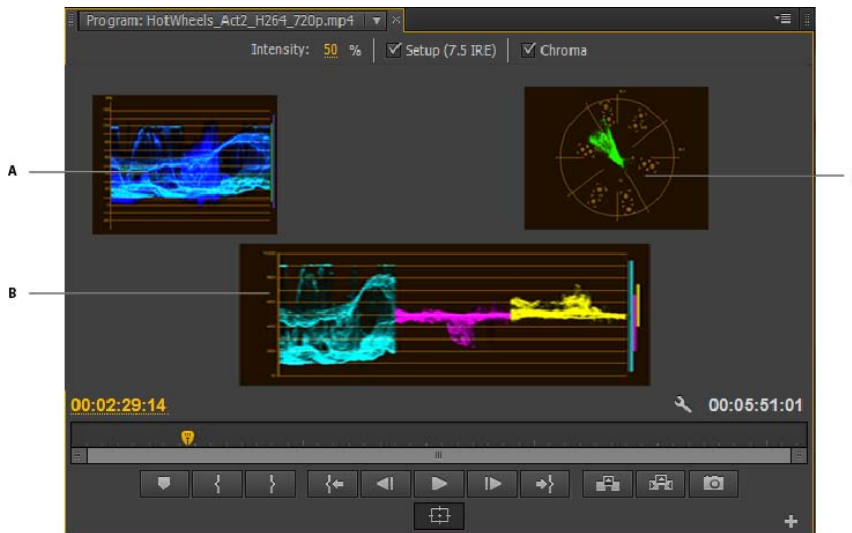 Program: HotWheels_Act2_H264_720p.mp4
Intensity: 50 % Setup (7.5 IRE) Chroma
A
B
00:02:29:14 00:05:51:01